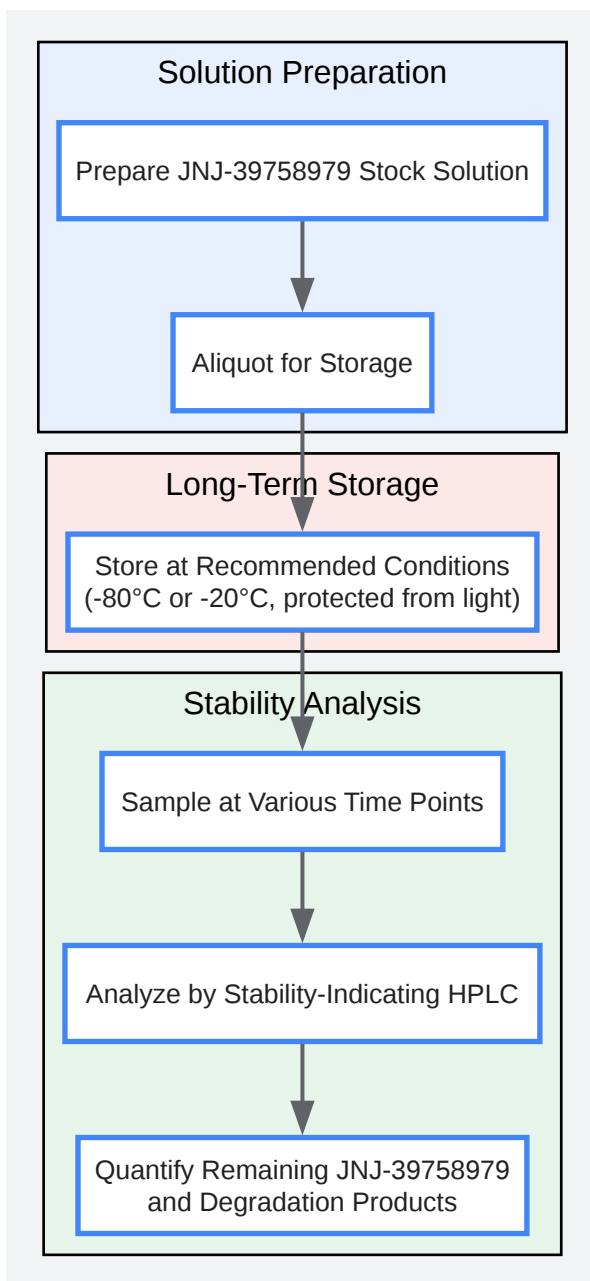 Solution Preparation
Prepare JNJ-39758979 Stock Solution
Aliquot for Storage
Long-Term Storage
Store at Recommended Conditions
(-80°C or -20°C, protected from light)
Stability Analysis
Sample at Various Time Points
Analyze by Stability-Indicating HPLC
Quantify Remaining JNJ-39758979
and Degradation Products